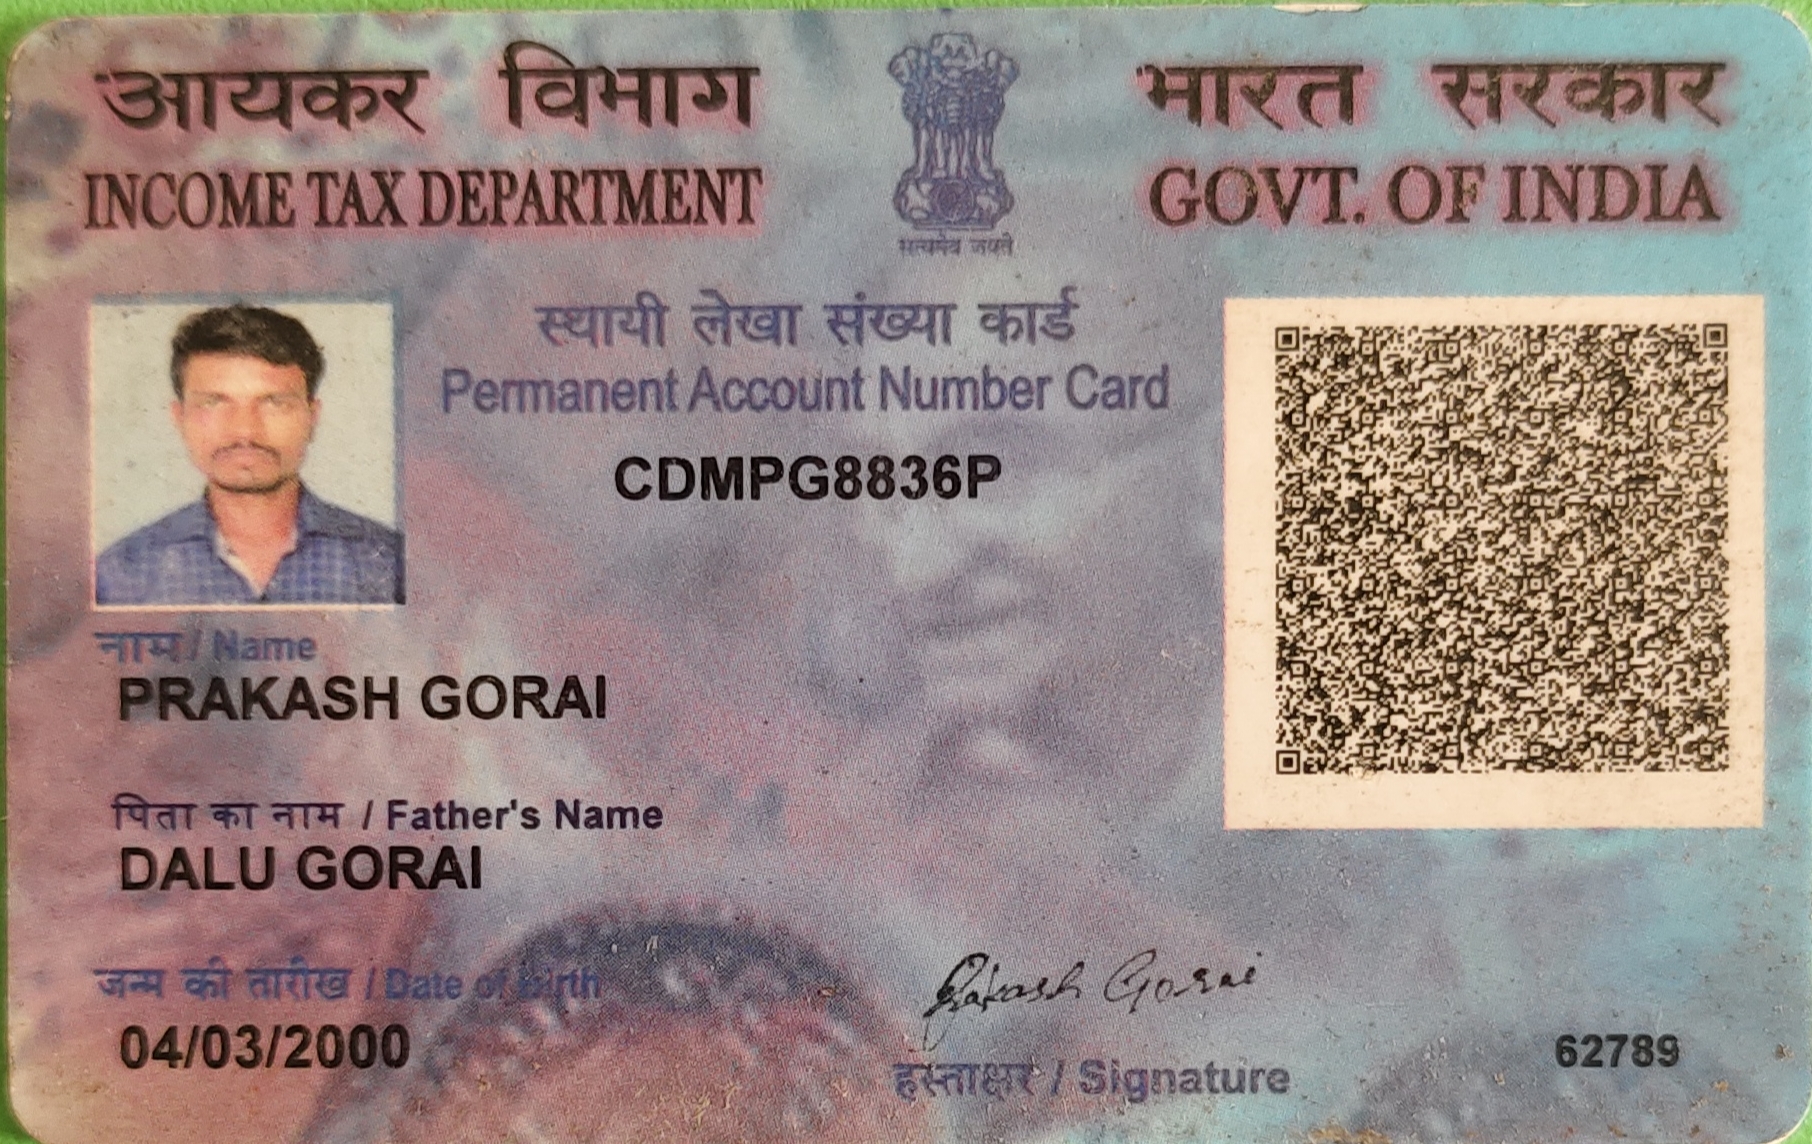 आयकर विभाग
INCOME TAX DEPARTMENT
सत्यमेव जयते
भारत सरकार
GOVT. OF INDIA
स्थायी लेखा संख्या कार्ड
Permanent Account Number Card
CDMPG8836P
नाम / Name
PRAKASH GORAI
पिता का नाम / Father's Name
DALU GORAI
जन्म की तारीख / Date of Birth
04/03/2000
Prakash Gorai
हस्ताक्षर / Signature
62789